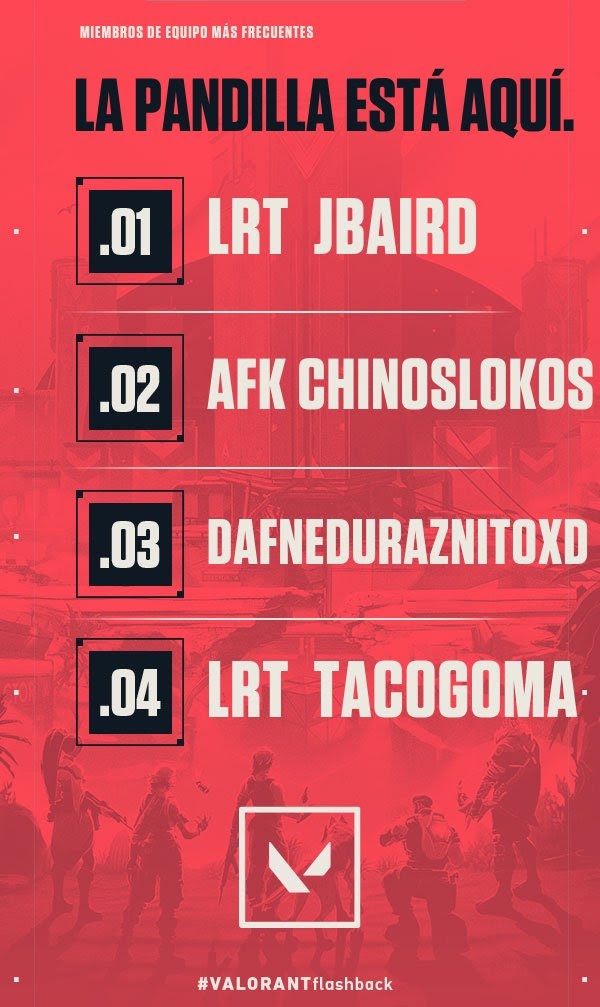 MIEMBROS DE EQUIPO MÁS FRECUENTES
LA PANDILLA ESTÁ AQUÍ.
.01 LRT JBAIRD
.02 AFK CHINOSLOKOS
.03 DAFNEDURAZNITOXD
.04 LRT TACOGOMA
#VALORANTflashback